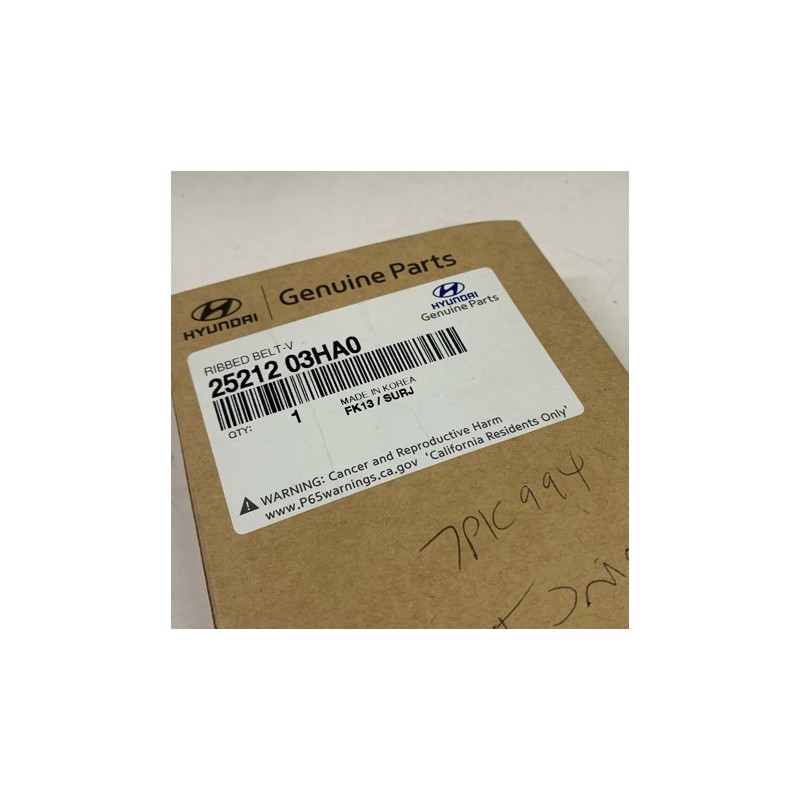 HYUNDAI | Genuine Parts
HYUNDAI
Genuine Parts
RIBBED BELT-V
25212 03HA0
MADE IN KOREA
QTY: 1 FK13 / SURJ
WARNING: Cancer and Reproductive Harm
www.P65warnings.ca.gov 'California Residents Only'
7PK994